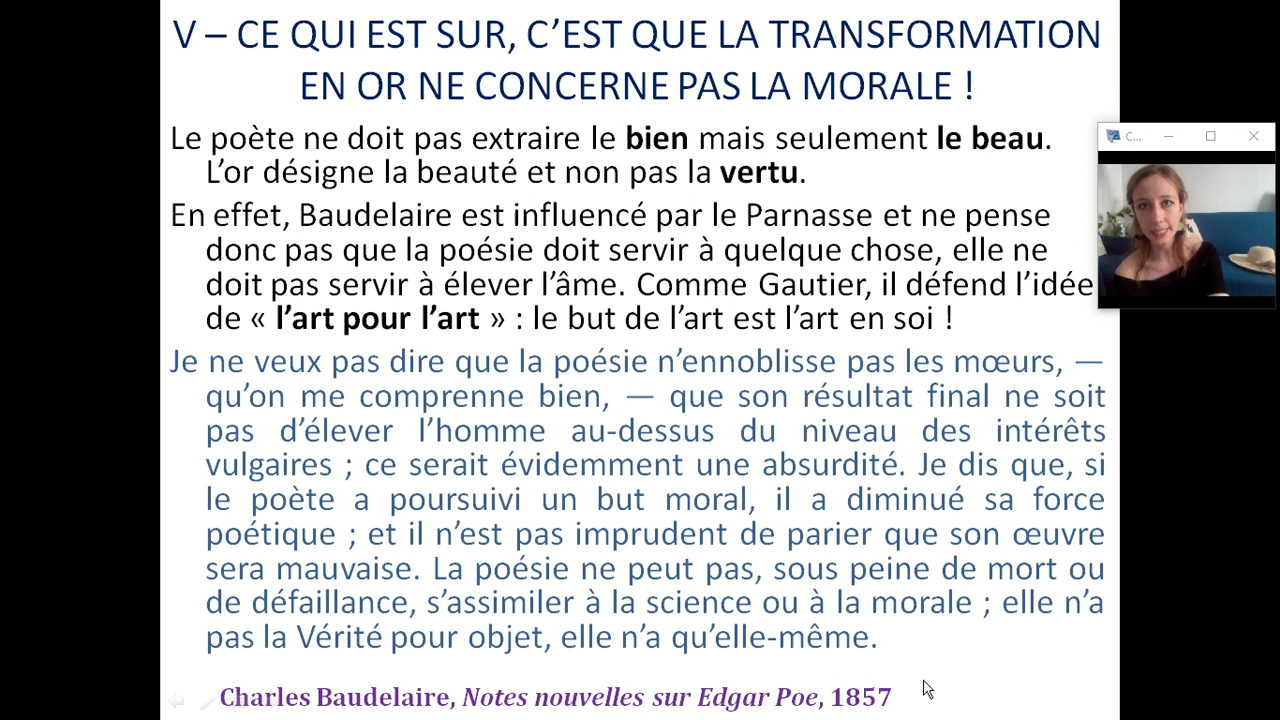 V – CE QUI EST SUR, C’EST QUE LA TRANSFORMATION
EN OR NE CONCERNE PAS LA MORALE !
Le poète ne doit pas extraire le bien mais seulement le beau.
L’or désigne la beauté et non pas la vertu.
En effet, Baudelaire est influencé par le Parnasse et ne pense
donc pas que la poésie doit servir à quelque chose, elle ne
doit pas servir à élever l’âme. Comme Gautier, il défend l’idée
de « l’art pour l’art » : le but de l’art est l’art en soi !
Je ne veux pas dire que la poésie n’ennoblisse pas les mœurs, —
qu’on me comprenne bien, — que son résultat final ne soit
pas d’élever l’homme au-dessus du niveau des intérêts
vulgaires ; ce serait évidemment une absurdité. Je dis que, si
le poète a poursuivi un but moral, il a diminué sa force
poétique ; et il n’est pas imprudent de parier que son œuvre
sera mauvaise. La poésie ne peut pas, sous peine de mort ou
de défaillance, s’assimiler à la science ou à la morale ; elle n’a
pas la Vérité pour objet, elle n’a qu’elle-même.
Charles Baudelaire, Notes nouvelles sur Edgar Poe, 1857
C...